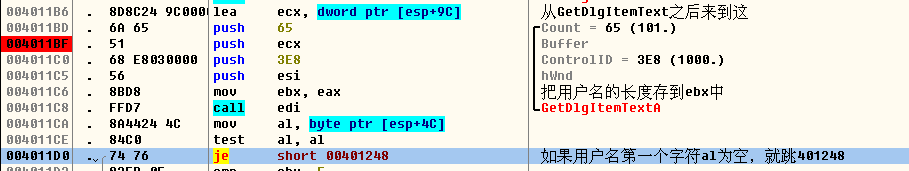 004011B6 . 8D8C24 9C000 lea ecx, dword ptr [esp+9C] 从GetDlgItemText之后来到这
004011BD . 6A 65 push 65 Count = 65 (101.)
004011BF . 51 push ecx Buffer
004011C0 . 68 E8030000 push 3E8 ControlID = 3E8 (1000.)
004011C5 . 56 push esi hWnd
004011C6 . 8BD8 mov ebx, eax 把用户名的长度存到ebx中
004011C8 . FFD7 call edi GetDlgItemTextA
004011CA . 8A4424 4C mov al, byte ptr [esp+4C]
004011CE . 84C0 test al, al
004011D0 . 74 76 je short 00401248 如果用户名第一个字符al为空，就跳401248